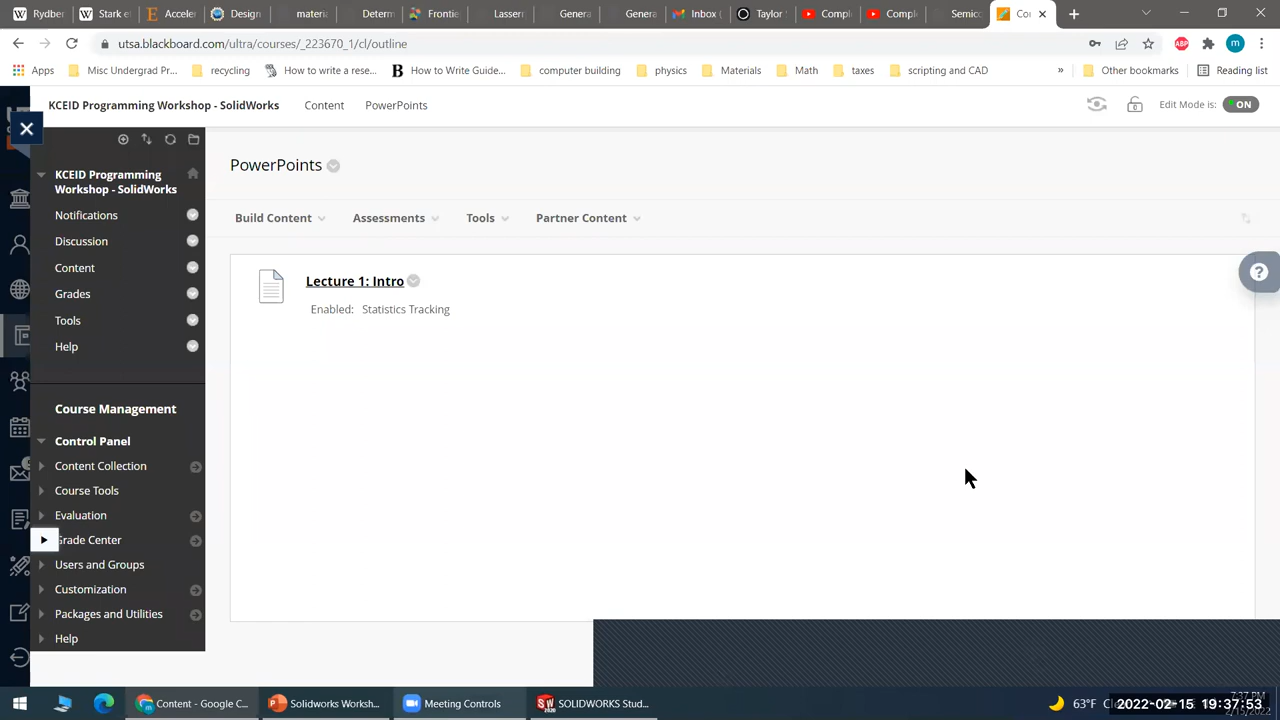 Rydber
Stark e
Acceler
Design
Determ
Frontie
Lasserr
Genera
Genera
Inbox (
Taylor
Comple
Comple
Semico
Co
utsa.blackboard.com/ultra/courses/_223670_1/cl/outline
Apps
Misc Undergrad Pr...
recycling
How to write a rese...
How to Write Guide...
computer building
physics
Materials
Math
taxes
scripting and CAD
»
Other bookmarks
Reading list
KCEID Programming Workshop - SolidWorks
Content
PowerPoints
Edit Mode is:
ON
KCEID Programming
Workshop - SolidWorks
Notifications
Discussion
Content
Grades
Tools
Help
Course Management
Control Panel
Content Collection
Course Tools
Evaluation
Grade Center
Users and Groups
Customization
Packages and Utilities
Help
PowerPoints
Build Content
Assessments
Tools
Partner Content
Lecture 1: Intro
Enabled: Statistics Tracking
Content - Google C...
Solidworks Worksh...
Meeting Controls
SOLIDWORKS Stud...
63°F
2022-02-15 19:37:53